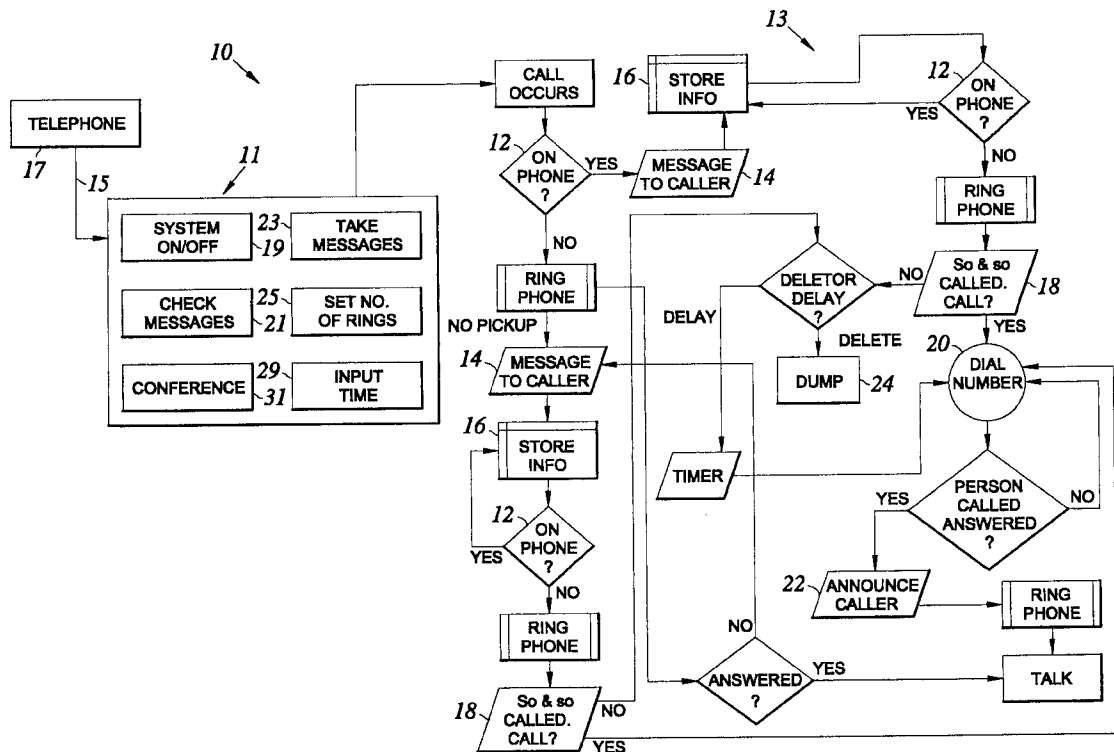 10
13
TELEPHONE
17
15
11
SYSTEM
ON/OFF
19
23
TAKE
MESSAGES
CHECK
MESSAGES
21
25
SET NO.
OF RINGS
CONFERENCE
31
29
INPUT
TIME
CALL
OCCURS
12
ON
PHONE
?
YES
MESSAGE
TO CALLER
14
16
STORE
INFO
12
ON
PHONE
?
YES
NO
RING
PHONE
So & so
CALLED.
CALL?
18
NO
YES
DELETOR
DELAY
?
DELAY
DELETE
DUMP
24
TIMER
20
DIAL
NUMBER
PERSON
CALLED
ANSWERED
?
YES
NO
22
ANNOUNCE
CALLER
RING
PHONE
TALK
NO
RING
PHONE
NO PICKUP
14
MESSAGE
TO CALLER
16
STORE
INFO
12
ON
PHONE
?
YES
NO
RING
PHONE
18
So & so
CALLED.
CALL?
NO
YES
ANSWERED
?
NO
YES